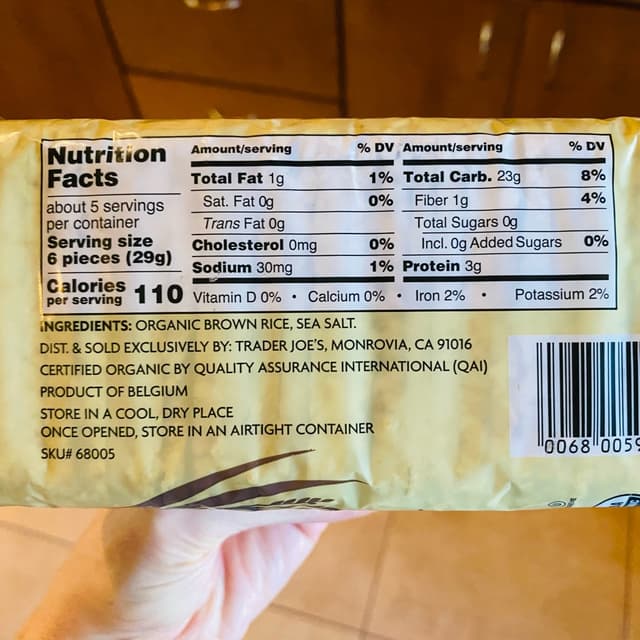 Nutrition
Facts
about 5 servings
per container
Serving size
6 pieces (29g)
Calories
per serving 110
Amount/serving % DV
Total Fat 1g 1%
Sat. Fat 0g 0%
Trans Fat 0g
Cholesterol 0mg 0%
Sodium 30mg 1%
Amount/serving % DV
Total Carb. 23g 8%
Fiber 1g 4%
Total Sugars 0g
Incl. 0g Added Sugars 0%
Protein 3g
Vitamin D 0% • Calcium 0% • Iron 2% • Potassium 2%
INGREDIENTS: ORGANIC BROWN RICE, SEA SALT.
DIST. & SOLD EXCLUSIVELY BY: TRADER JOE'S, MONROVIA, CA 91016
CERTIFIED ORGANIC BY QUALITY ASSURANCE INTERNATIONAL (QAI)
PRODUCT OF BELGIUM
STORE IN A COOL, DRY PLACE
ONCE OPENED, STORE IN AN AIRTIGHT CONTAINER
SKU# 68005
0068 0059